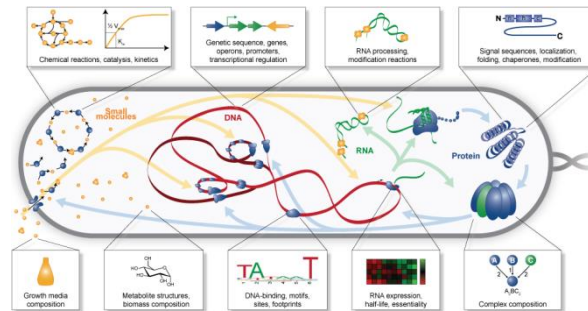 ½ V
Kₘ
Chemical reactions, catalysis, kinetics
Genetic sequence, genes,
operons, promoters,
transcriptional regulation
RNA processing,
modification reactions
N
C
Signal sequences, localization,
folding, chaperones, modification
Small
molecules
DNA
RNA
Protein
Growth media
composition
Metabolite structures,
biomass composition
TA T
DNA-binding, motifs,
sites, footprints
RNA expression,
half-life, essentiality
A B C
2 1 2
A₂BC₂
Complex composition